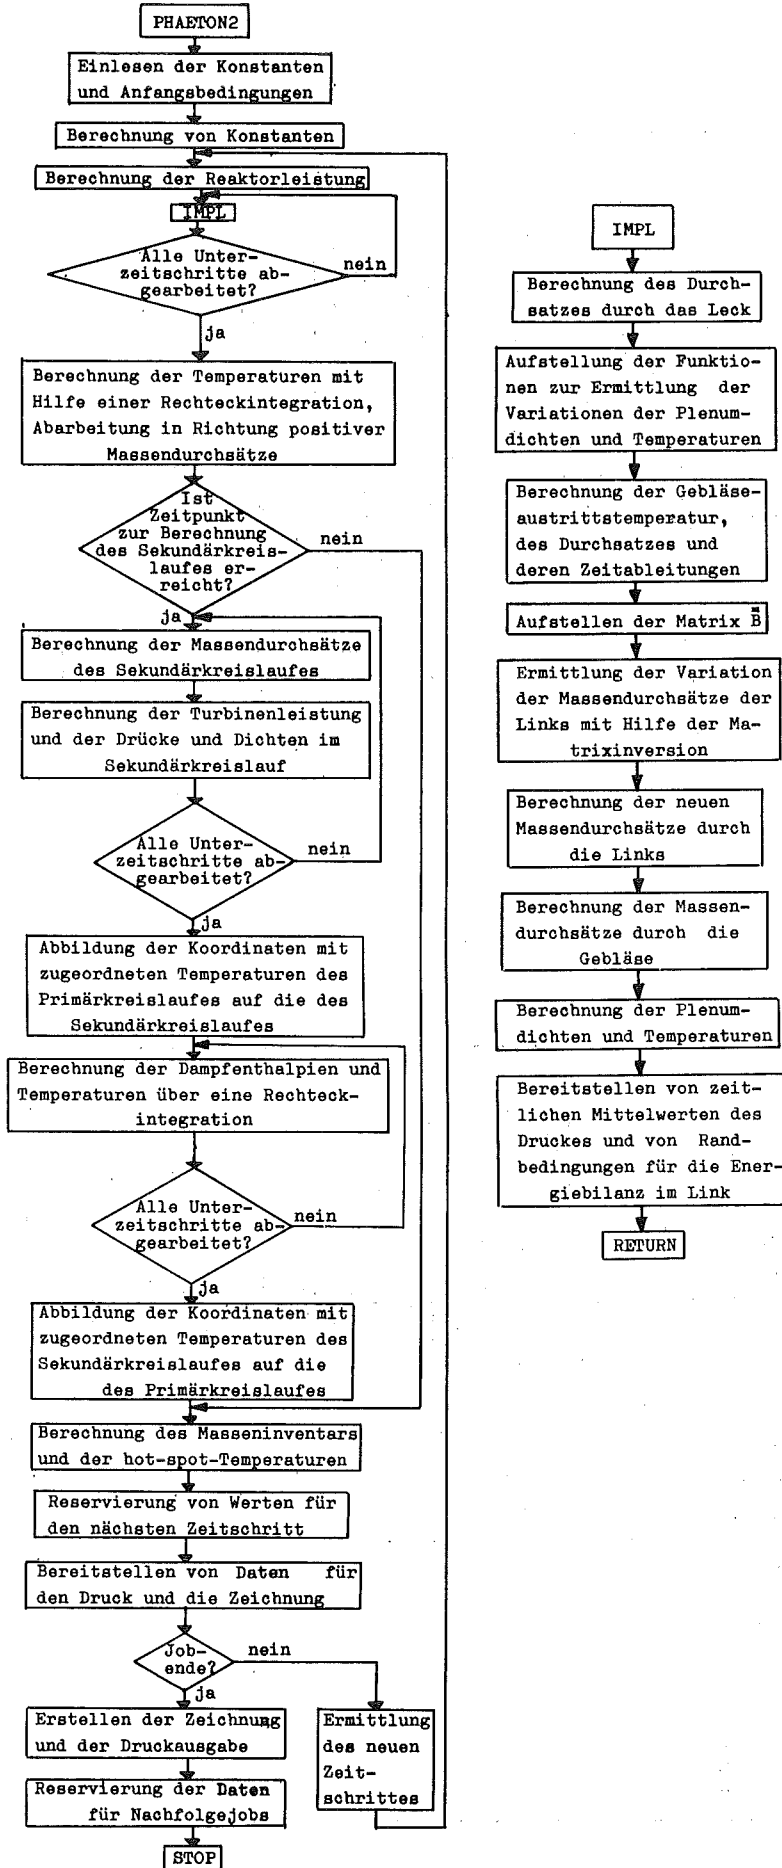 PHAETON2
Einlesen der Konstanten
und Anfangsbedingungen
Berechnung von Konstanten
Berechnung der Reaktorleistung
IMPL
Alle Unter-
zeitschritte ab-
gearbeitet?
nein
ja
Berechnung der Temperaturen mit
Hilfe einer Rechteckintegration,
Abarbeitung in Richtung positiver
Massendurchsätze
Ist
Zeitpunkt
zur Berechnung
des Sekundärkreis-
laufes er-
reicht?
nein
ja
Berechnung der Massendurchsätze
des Sekundärkreislaufes
Berechnung der Turbinenleistung
und der Drücke und Dichten im
Sekundärkreislauf
Alle Unter-
zeitschritte ab-
gearbeitet?
nein
ja
Abbildung der Koordinaten mit
zugeordneten Temperaturen des
Primärkreislaufes auf die des
Sekundärkreislaufes
Berechnung der Dampfenthalpien und
Temperaturen über eine Rechteck-
integration
Alle Unter-
zeitschritte ab-
gearbeitet?
nein
ja
Abbildung der Koordinaten mit
zugeordneten Temperaturen des
Sekundärkreislaufes auf die
des Primärkreislaufes
Berechnung des Masseninventars
und der hot-spot-Temperaturen
Reservierung von Werten für
den nächsten Zeitschritt
Bereitstellen von Daten für
den Druck und die Zeichnung
Job-
ende?
nein
ja
Erstellen der Zeichnung
und der Druckausgabe
Ermittlung
des neuen
Zeit-
schrittes
Reservierung der Daten
für Nachfolgejobs
STOP
IMPL
Berechnung des Durch-
satzes durch das Leck
Aufstellung der Funktio-
nen zur Ermittlung der
Variationen der Plenum-
dichten und Temperaturen
Berechnung der Gebläse-
austrittstemperatur,
des Durchsatzes und
deren Zeitableitungen
Aufstellen der Matrix B̿
Ermittlung der Variation
der Massendurchsätze der
Links mit Hilfe der Ma-
trixinversion
Berechnung der neuen
Massendurchsätze durch
die Links
Berechnung der Massen-
durchsätze durch die
Gebläse
Berechnung der Plenum-
dichten und Temperaturen
Bereitstellen von zeit-
lichen Mittelwerten des
Druckes und von Rand-
bedingungen für die Ener-
giebilanz im Link
RETURN